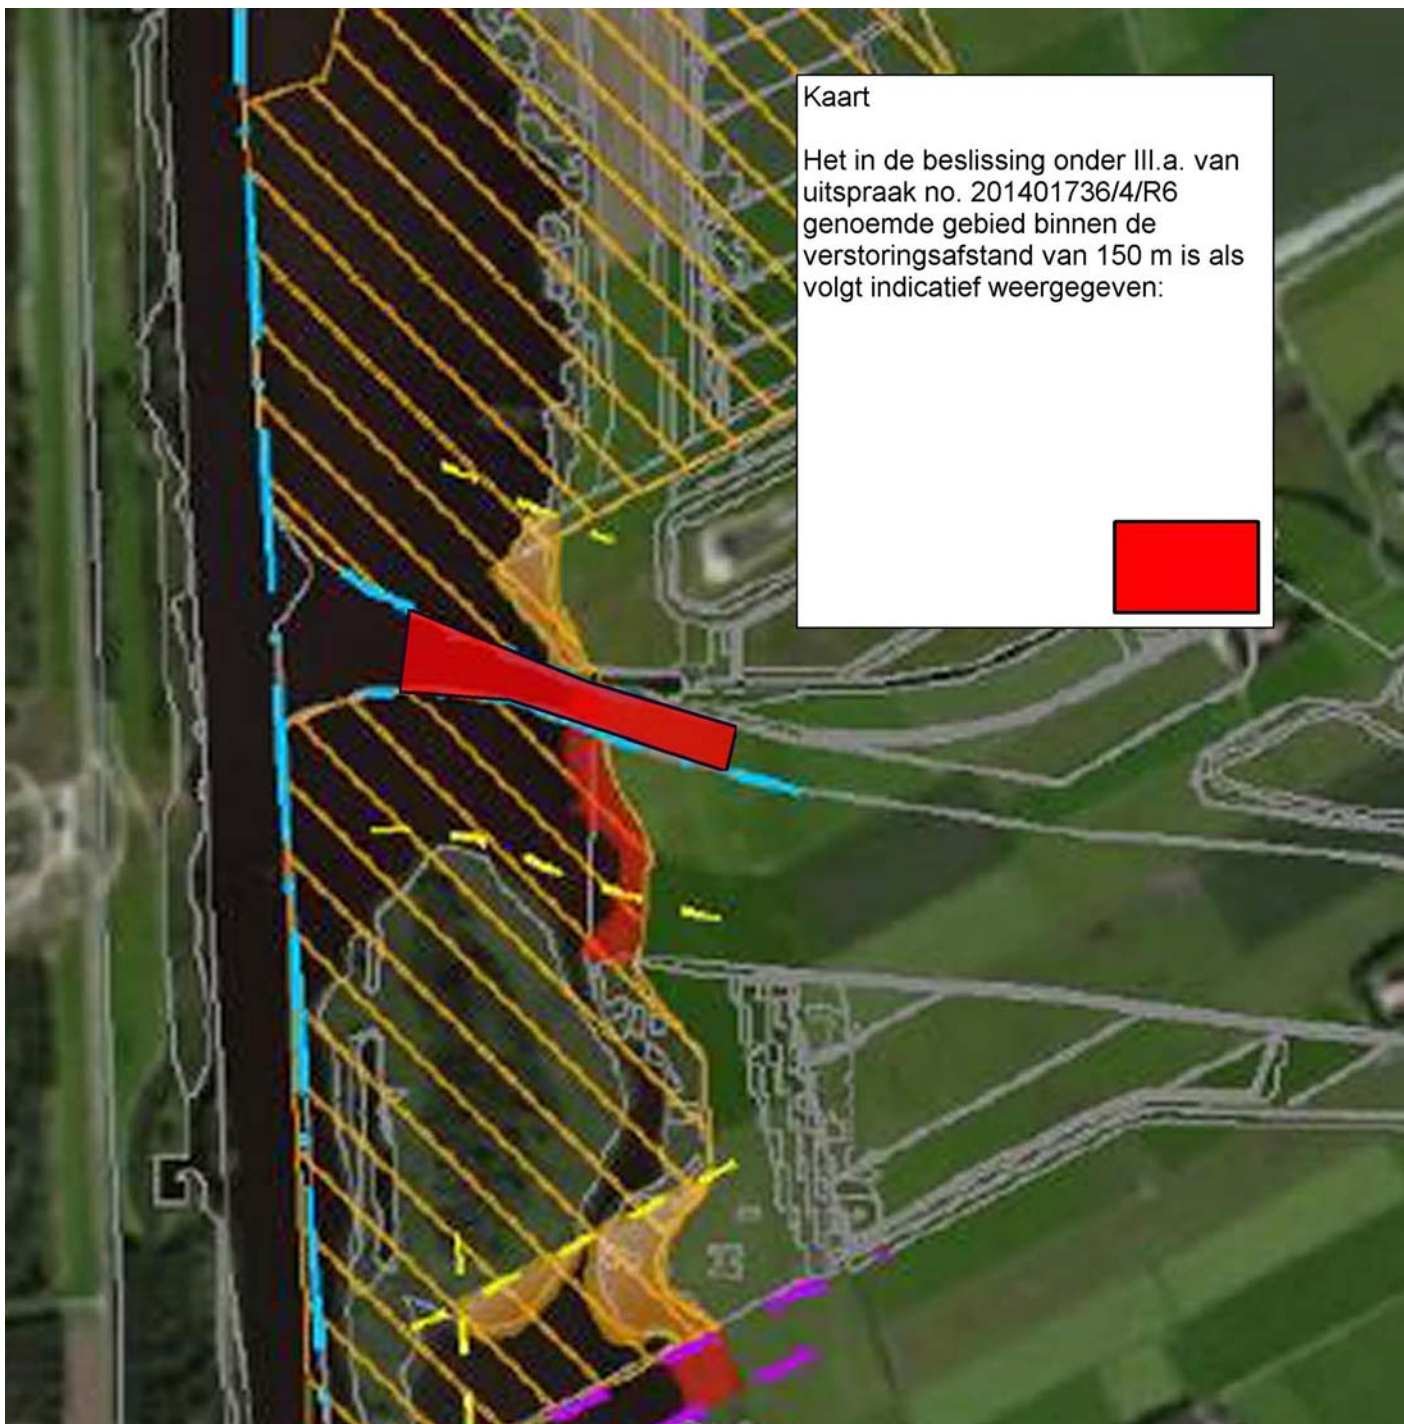 Kaart
Het in de beslissing onder III.a. van
uitspraak no. 201401736/4/R6
genoemde gebied binnen de
verstoringsafstand van 150 m is als
volgt indicatief weergegeven: